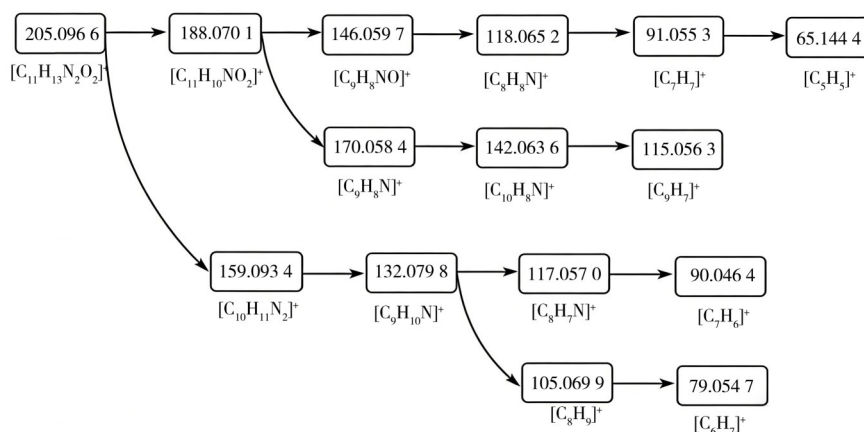 205.096 6 188.070 1 146.059 7 118.065 2 91.055 3 65.144 4
[C₁₁H₁₃N₂O₂]⁺ [C₁₁H₁₀NO₂]⁺ [C₉H₈NO]⁺ [C₈H₈N]⁺ [C₇H₇]⁺ [C₅H₅]⁺
170.058 4 142.063 6 115.056 3
[C₉H₈N]⁺ [C₁₀H₈N]⁺ [C₉H₇]⁺
159.093 4 132.079 8 117.057 0 90.046 4
[C₁₀H₁₁N₂]⁺ [C₉H₁₀N]⁺ [C₈H₇N]⁺ [C₇H₆]⁺
105.069 9 79.054 7
[C₈H₉]⁺ [C₆H₇]⁺